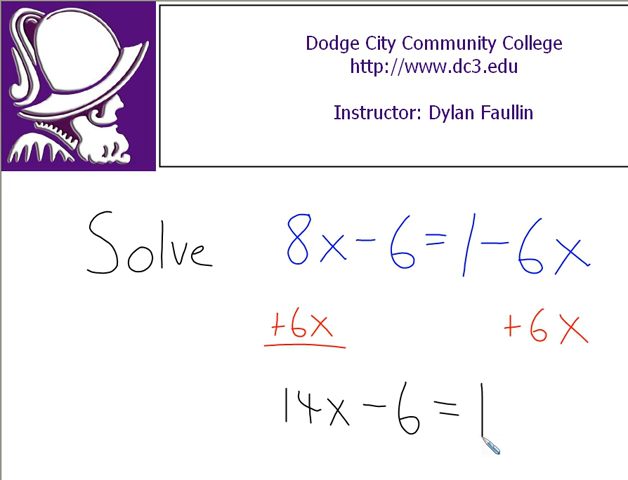 Dodge City Community College
http://www.dc3.edu
Instructor: Dylan Faullin
Solve 8x-6=1-6x
+6x +6x
14x-6=1